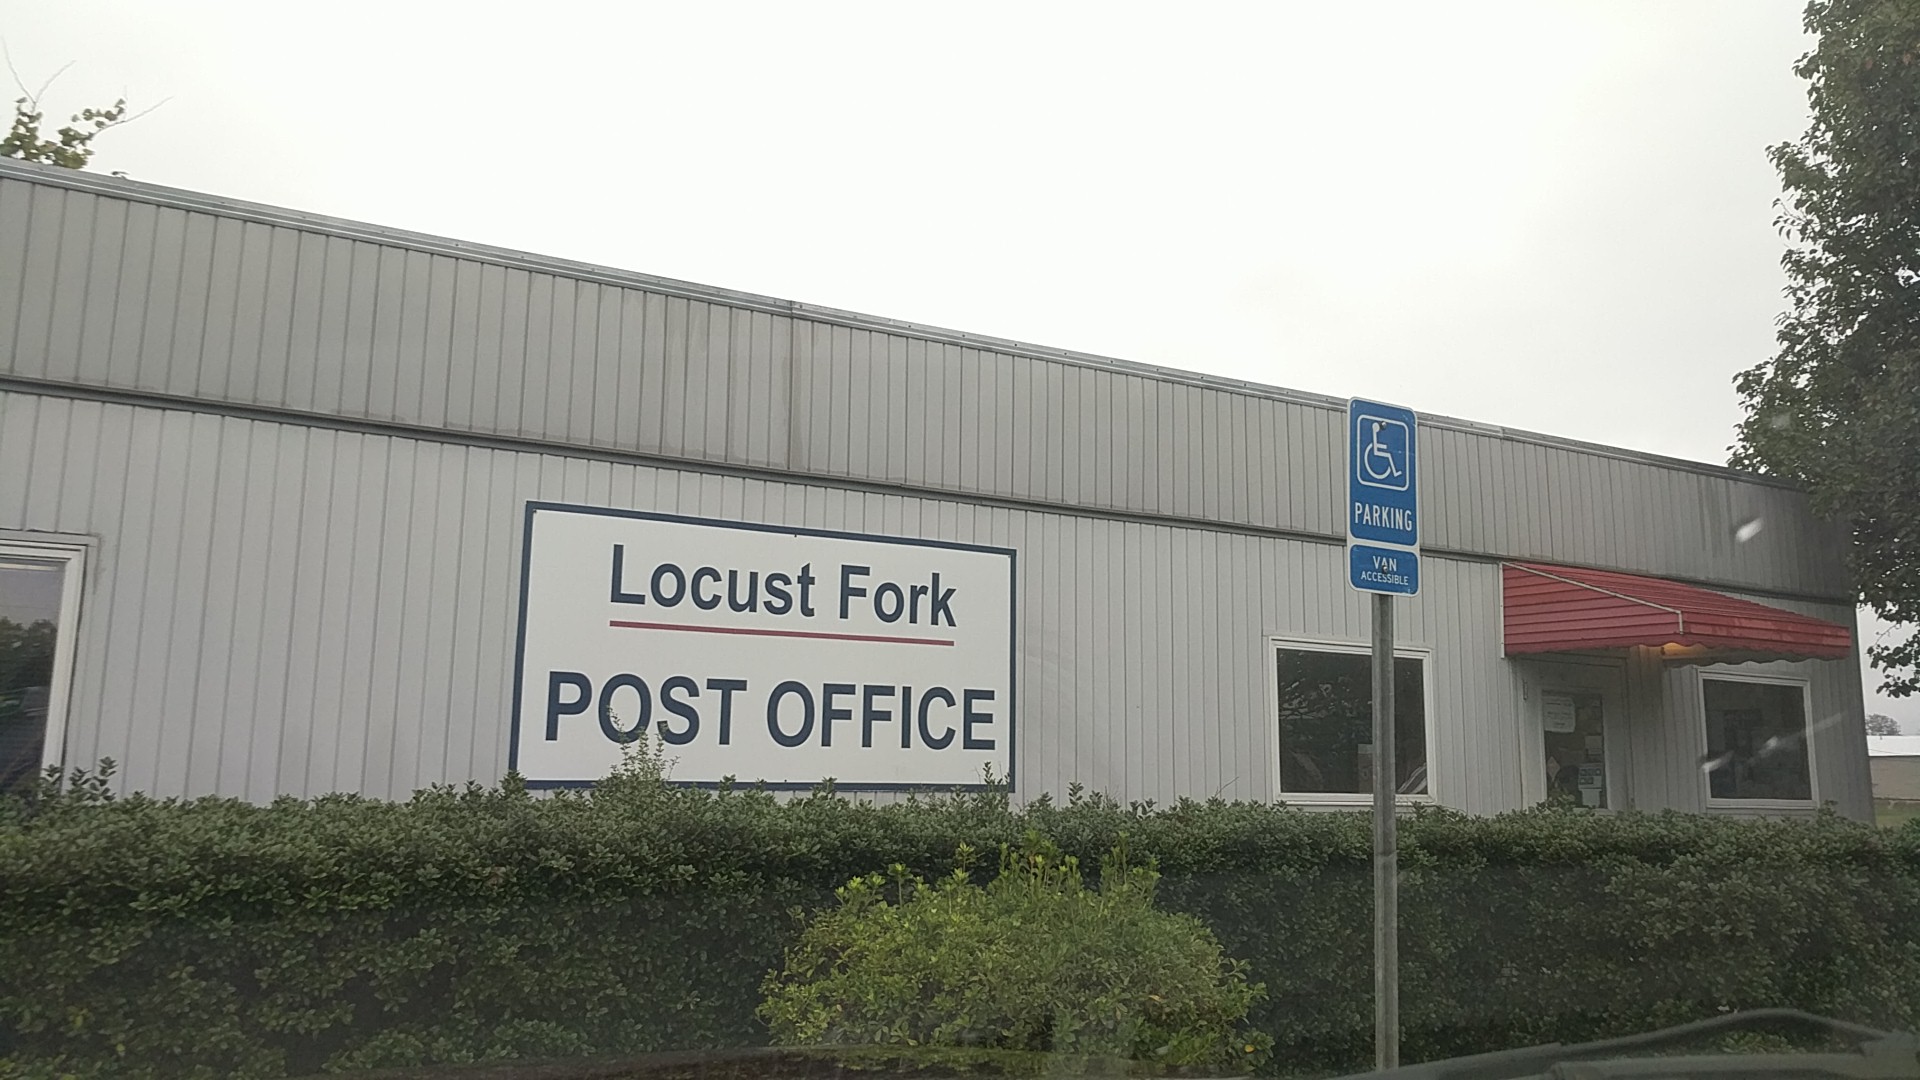 Locust Fork
POST OFFICE
PARKING
VAN
ACCESSIBLE